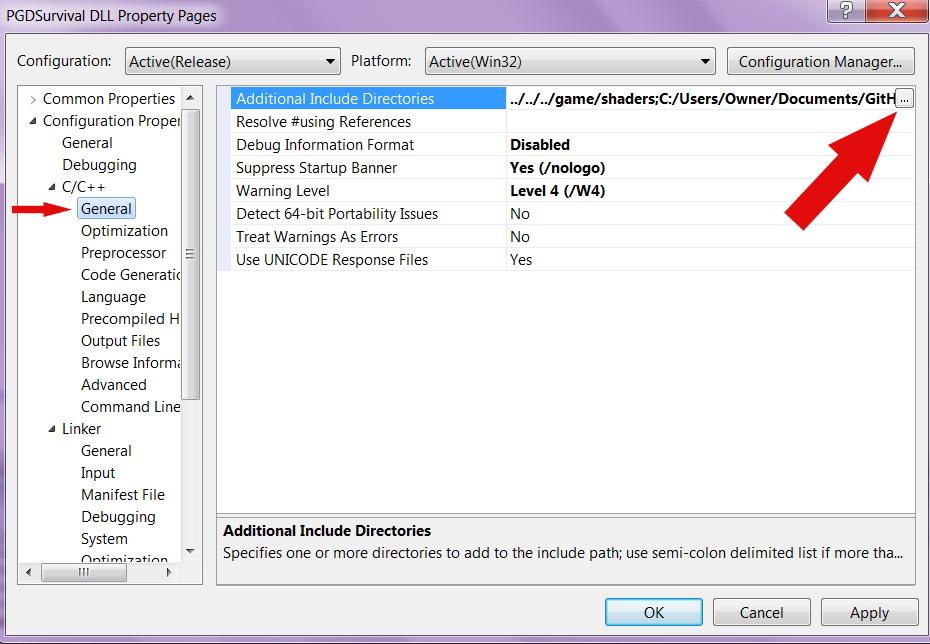 PGDSurvival DLL Property Pages
Configuration: Active(Release) Platform: Active(Win32) Configuration Manager...
Common Properties
Configuration Proper
General
Debugging
C/C++
General
Optimization
Preprocessor
Code Generatio
Language
Precompiled H
Output Files
Browse Informa
Advanced
Command Line
Linker
General
Input
Manifest File
Debugging
System
Optimization
Additional Include Directories ../../../game/shaders;C:/Users/Owner/Documents/GitH ...
Resolve #using References
Debug Information Format Disabled
Suppress Startup Banner Yes (/nologo)
Warning Level Level 4 (/W4)
Detect 64-bit Portability Issues No
Treat Warnings As Errors No
Use UNICODE Response Files Yes
Additional Include Directories
Specifies one or more directories to add to the include path; use semi-colon delimited list if more tha...
OK Cancel Apply